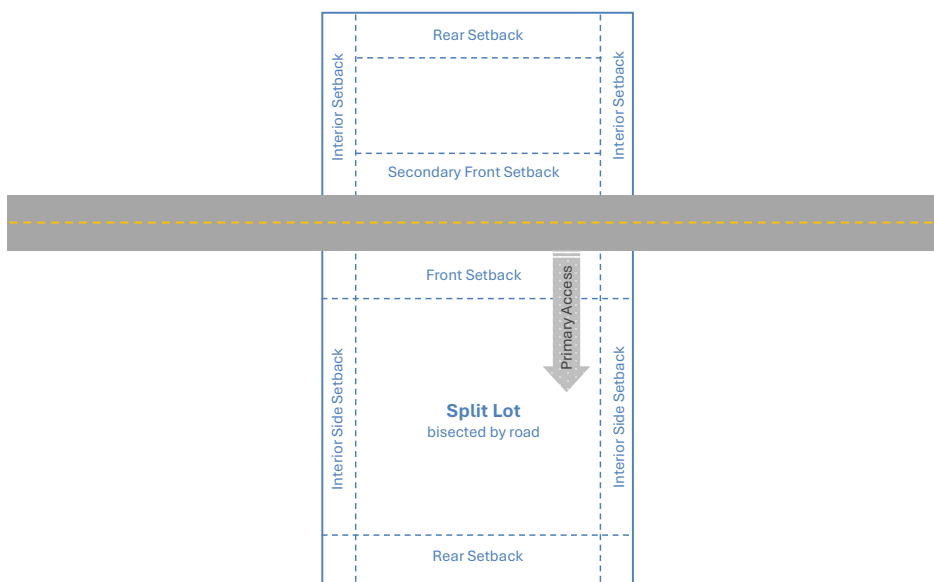 Rear Setback
Interior Setback
Interior Setback
Secondary Front Setback
Front Setback
Primary Access
Interior Side Setback
Interior Side Setback
Split Lot
bisected by road
Rear Setback